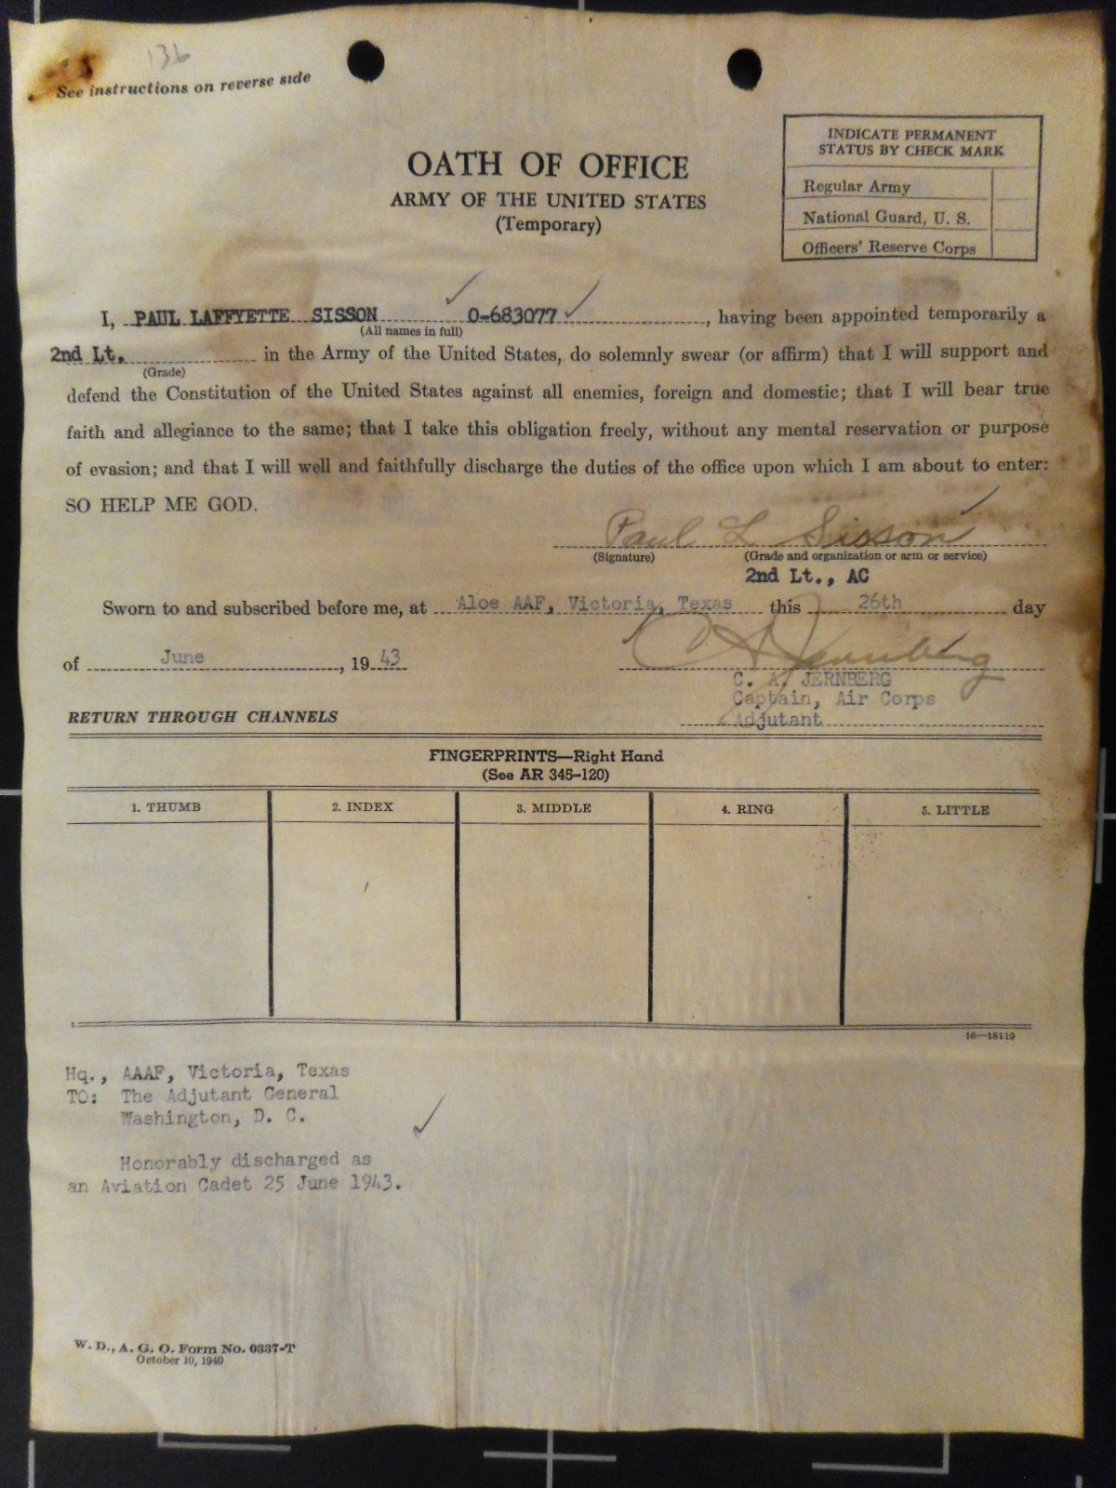 136
See instructions on reverse side
OATH OF OFFICE
ARMY OF THE UNITED STATES
(Temporary)
INDICATE PERMANENT
STATUS BY CHECK MARK
Regular Army
National Guard, U. S.
Officers' Reserve Corps
I, PAUL LAFFYETTE SISSON 0-683077, having been appointed temporarily a
(All names in full)
2nd Lt. in the Army of the United States, do solemnly swear (or affirm) that I will support and
(Grade)
defend the Constitution of the United States against all enemies, foreign and domestic; that I will bear true
faith and allegiance to the same; that I take this obligation freely, without any mental reservation or purpose
of evasion; and that I will well and faithfully discharge the duties of the office upon which I am about to enter:
SO HELP ME GOD.
Paul L Sisson
(Signature) (Grade and organization or arm or service)
2nd Lt., AC
Sworn to and subscribed before me, at Aloe AAF, Victoria, Texas this 26th day
of June, 19 43 C A Jernberg
C. A. JERNBERG
Captain, Air Corps
RETURN THROUGH CHANNELS Adjutant
FINGERPRINTS—Right Hand
(See AR 345-120)
1. THUMB 2. INDEX 3. MIDDLE 4. RING 5. LITTLE
16—18119
Hq., AAAF, Victoria, Texas
TO: The Adjutant General
Washington, D. C.
Honorably discharged as
an Aviation Cadet 25 June 1943.
W. D., A. G. O. Form No. 0337-T
October 10, 1940